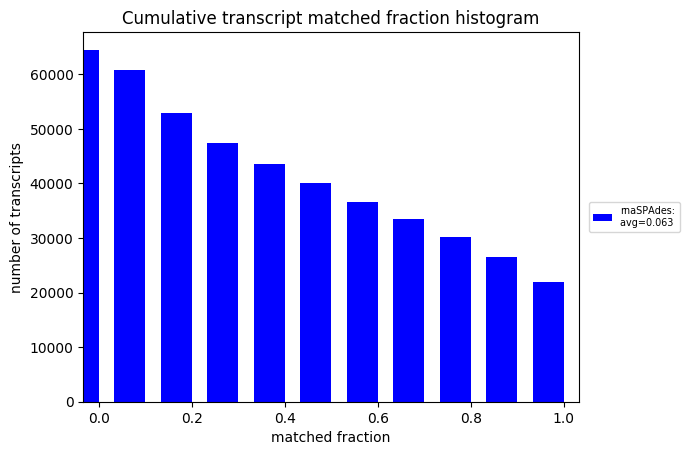 Cumulative transcript matched fraction histogram
number of transcripts
60000
50000
40000
30000
20000
10000
0
0.0 0.2 0.4 0.6 0.8 1.0
matched fraction
rnaSPAdes:
avg=0.063